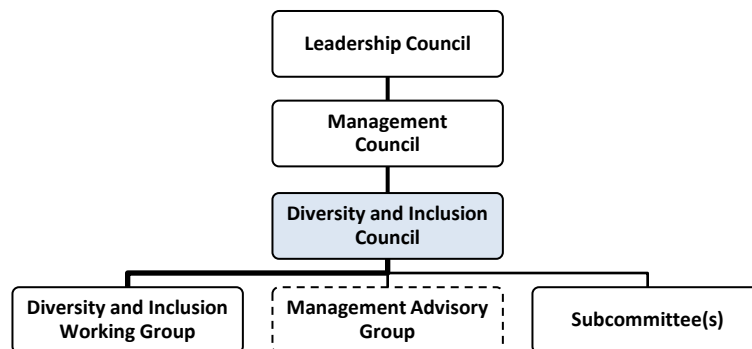 Leadership Council
Management
Council
Diversity and Inclusion
Council
Diversity and Inclusion
Working Group
Management Advisory
Group
Subcommittee(s)